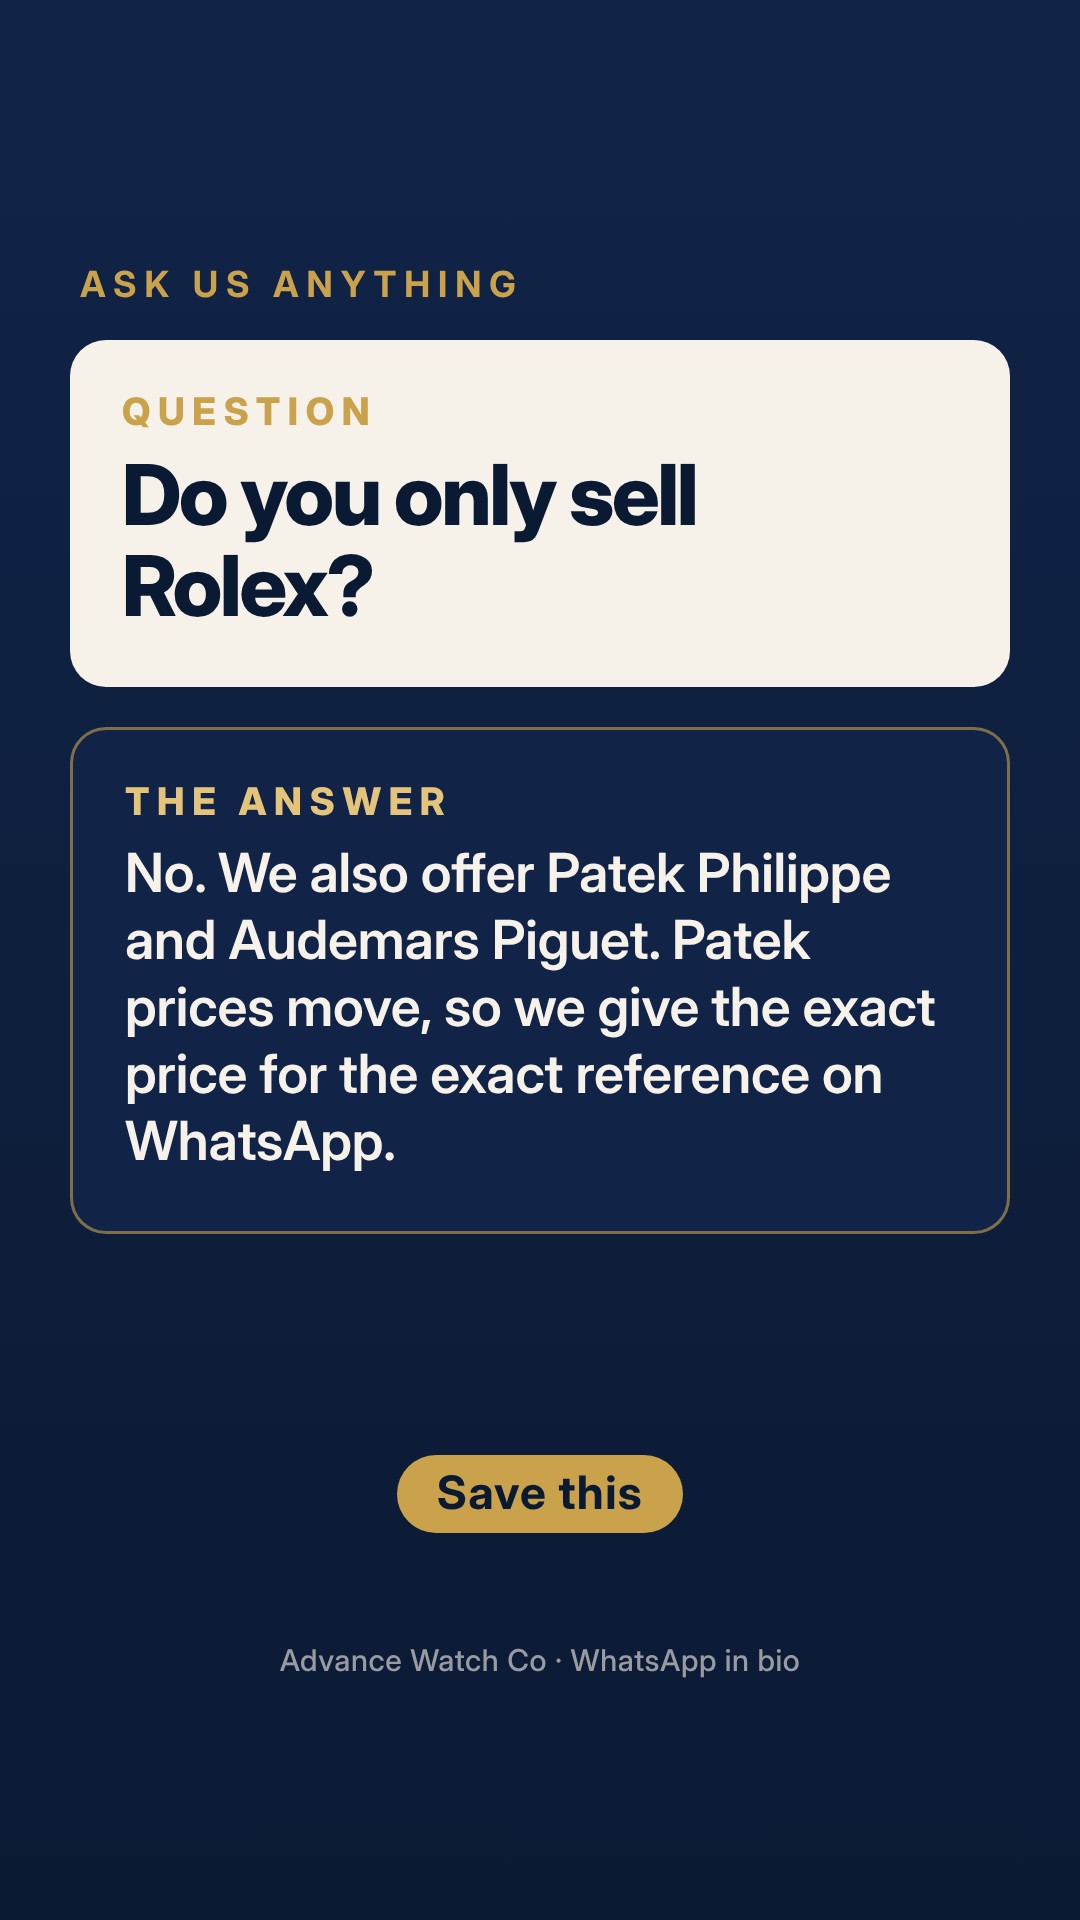 ASK US ANYTHING
QUESTION
Do you only sell
Rolex?
THE ANSWER
No. We also offer Patek Philippe
and Audemars Piguet. Patek
prices move, so we give the exact
price for the exact reference on
WhatsApp.
Save this
Advance Watch Co · WhatsApp in bio